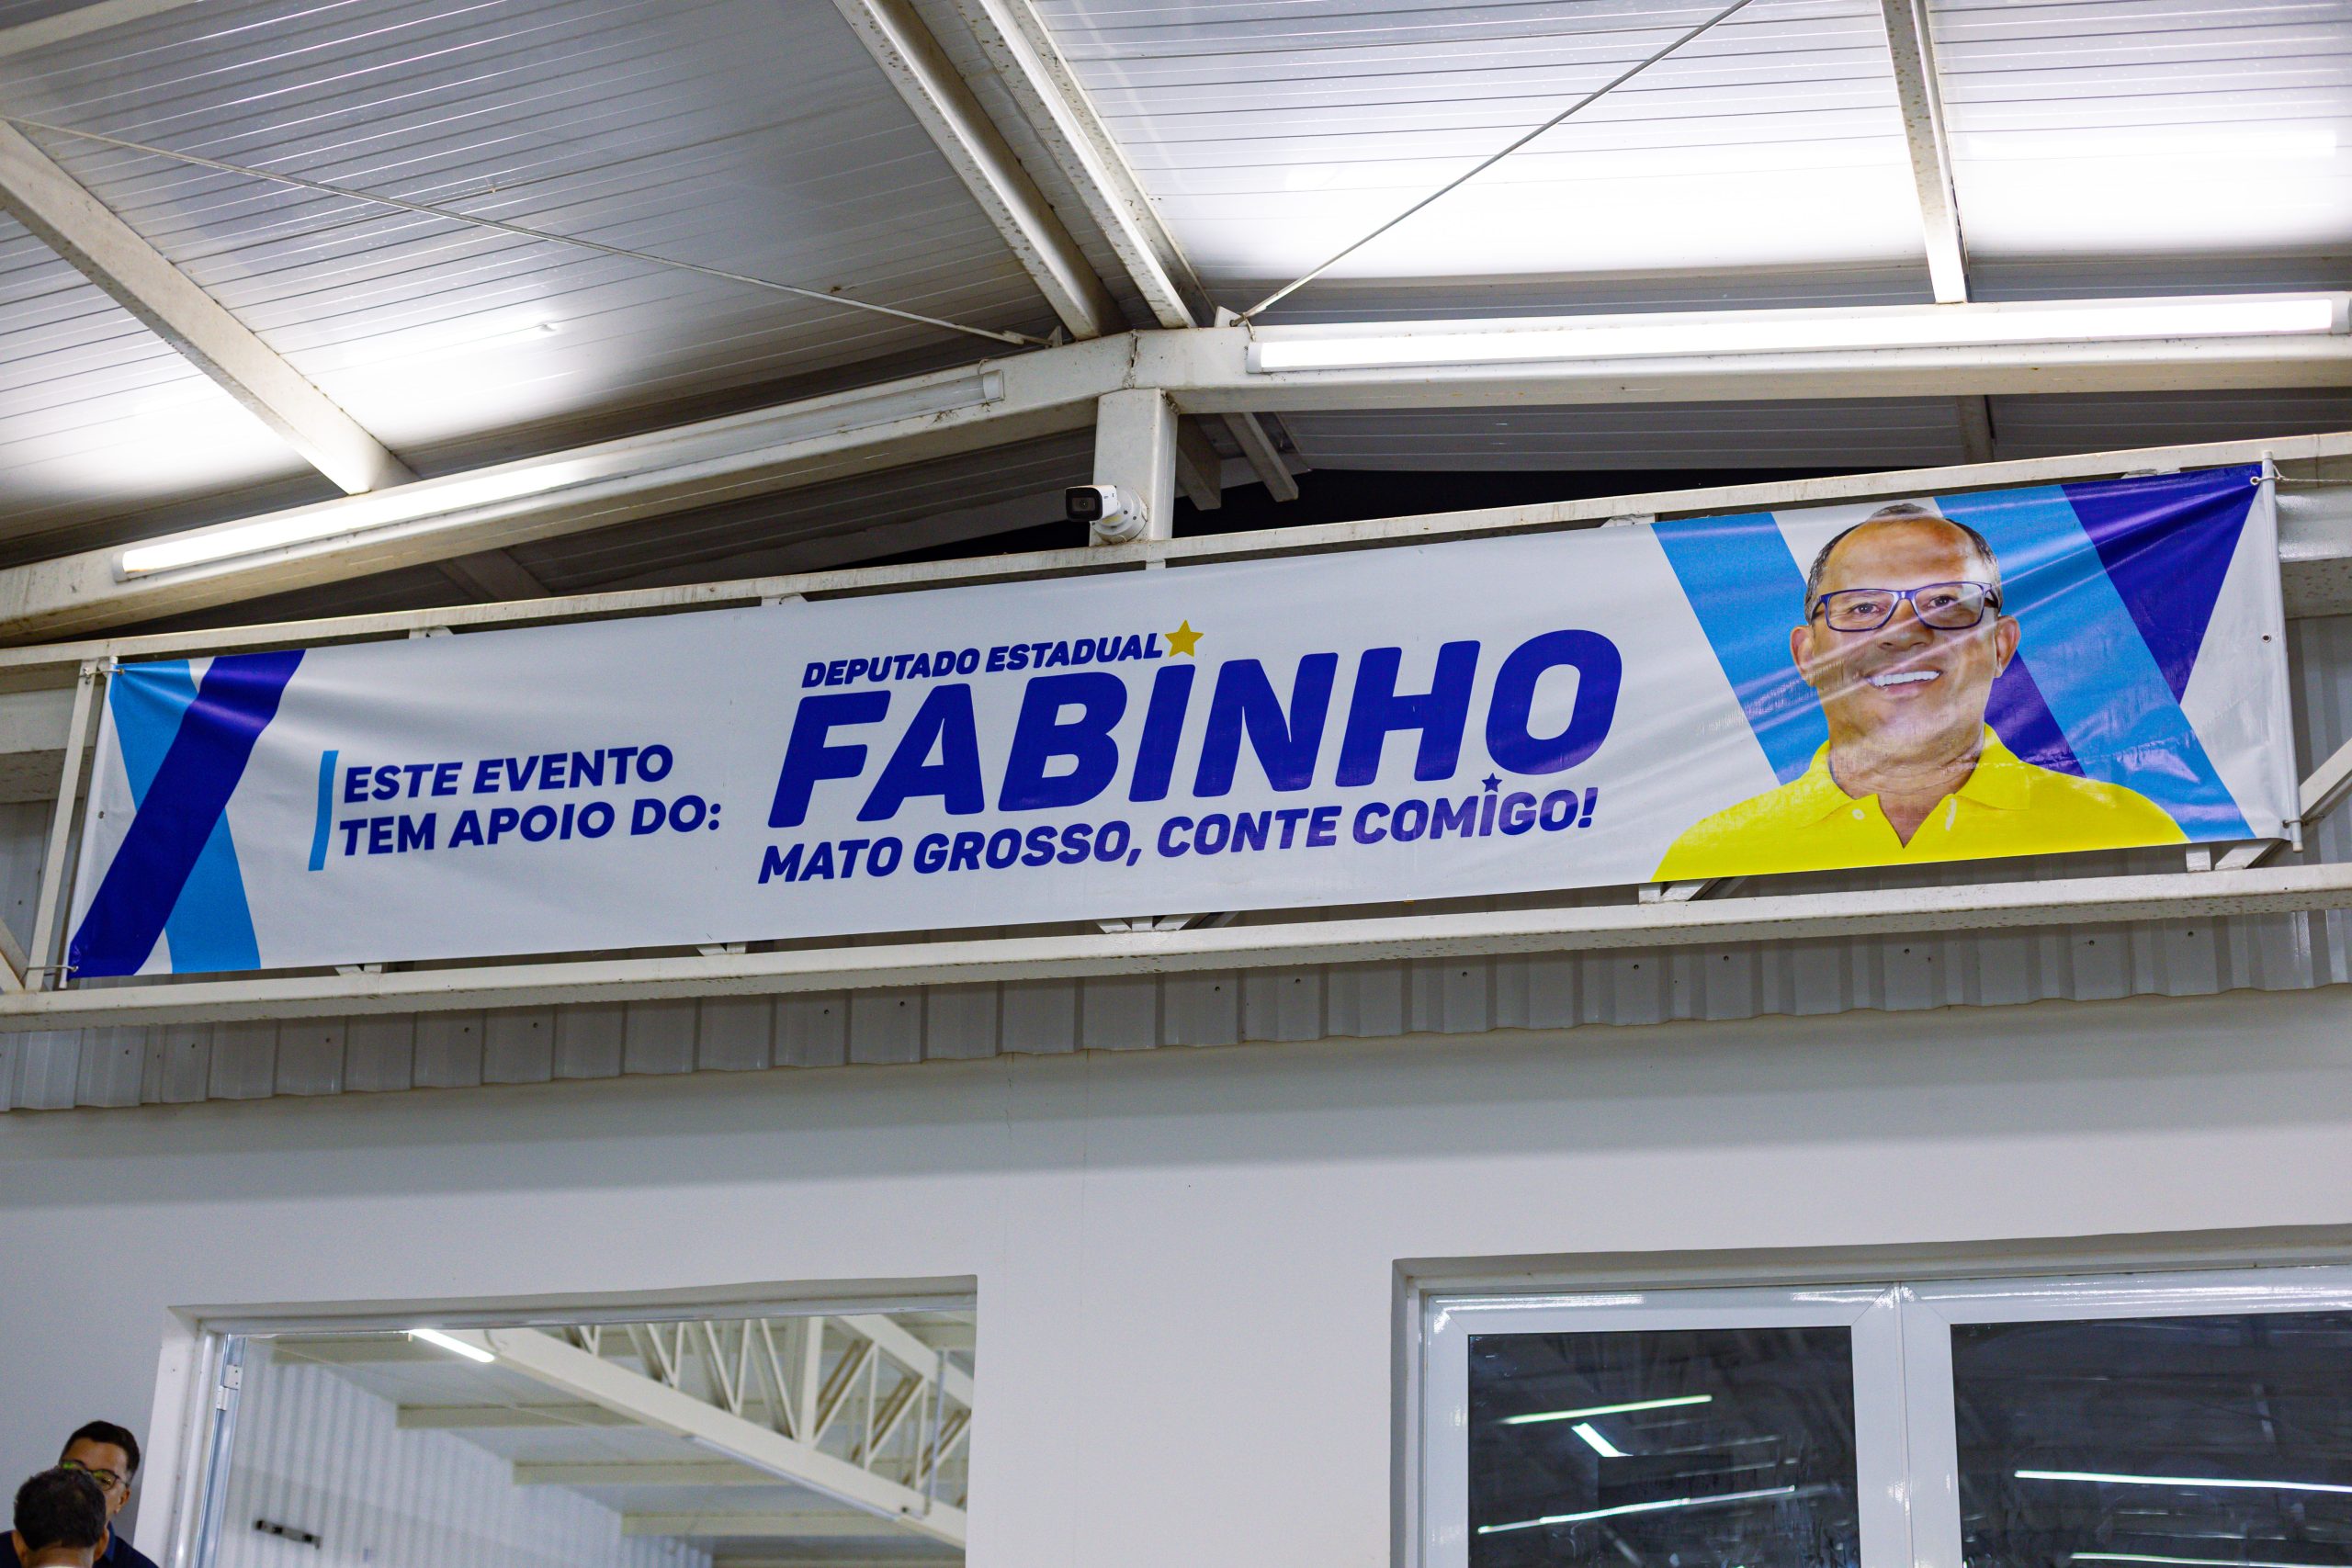 ESTE EVENTO
TEM APOIO DO:
DEPUTADO ESTADUAL
FABINHO
MATO GROSSO, CONTE COMIGO!